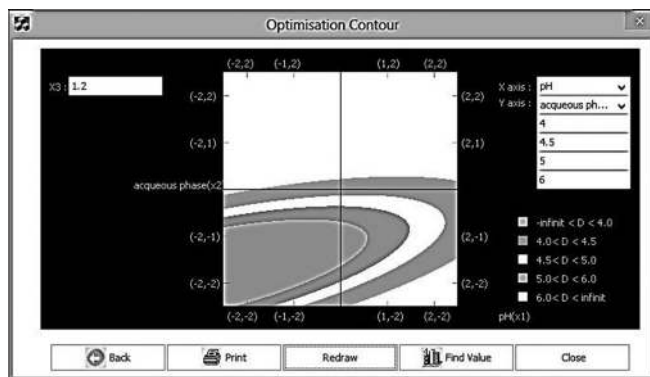 Optimisation Contour
X3 : 1.2
(-2,2) (-1,2) (1,2) (2,2)
X axis : pH
Y axis : acqueous ph...
4
4.5
5
6
(-2,2) (2,2)
(-2,1) (2,1)
acqueous phase(x2
(-2,-1) (2,-1)
(-2,-2) (2,-2)
-infinit < D < 4.0
4.0< D < 4.5
4.5< D < 5.0
5.0< D < 6.0
6.0< D < infinit
(-2,-2) (-1,-2) (1,-2) (2,-2) pH(x1)
Back Print Redraw Find Value Close